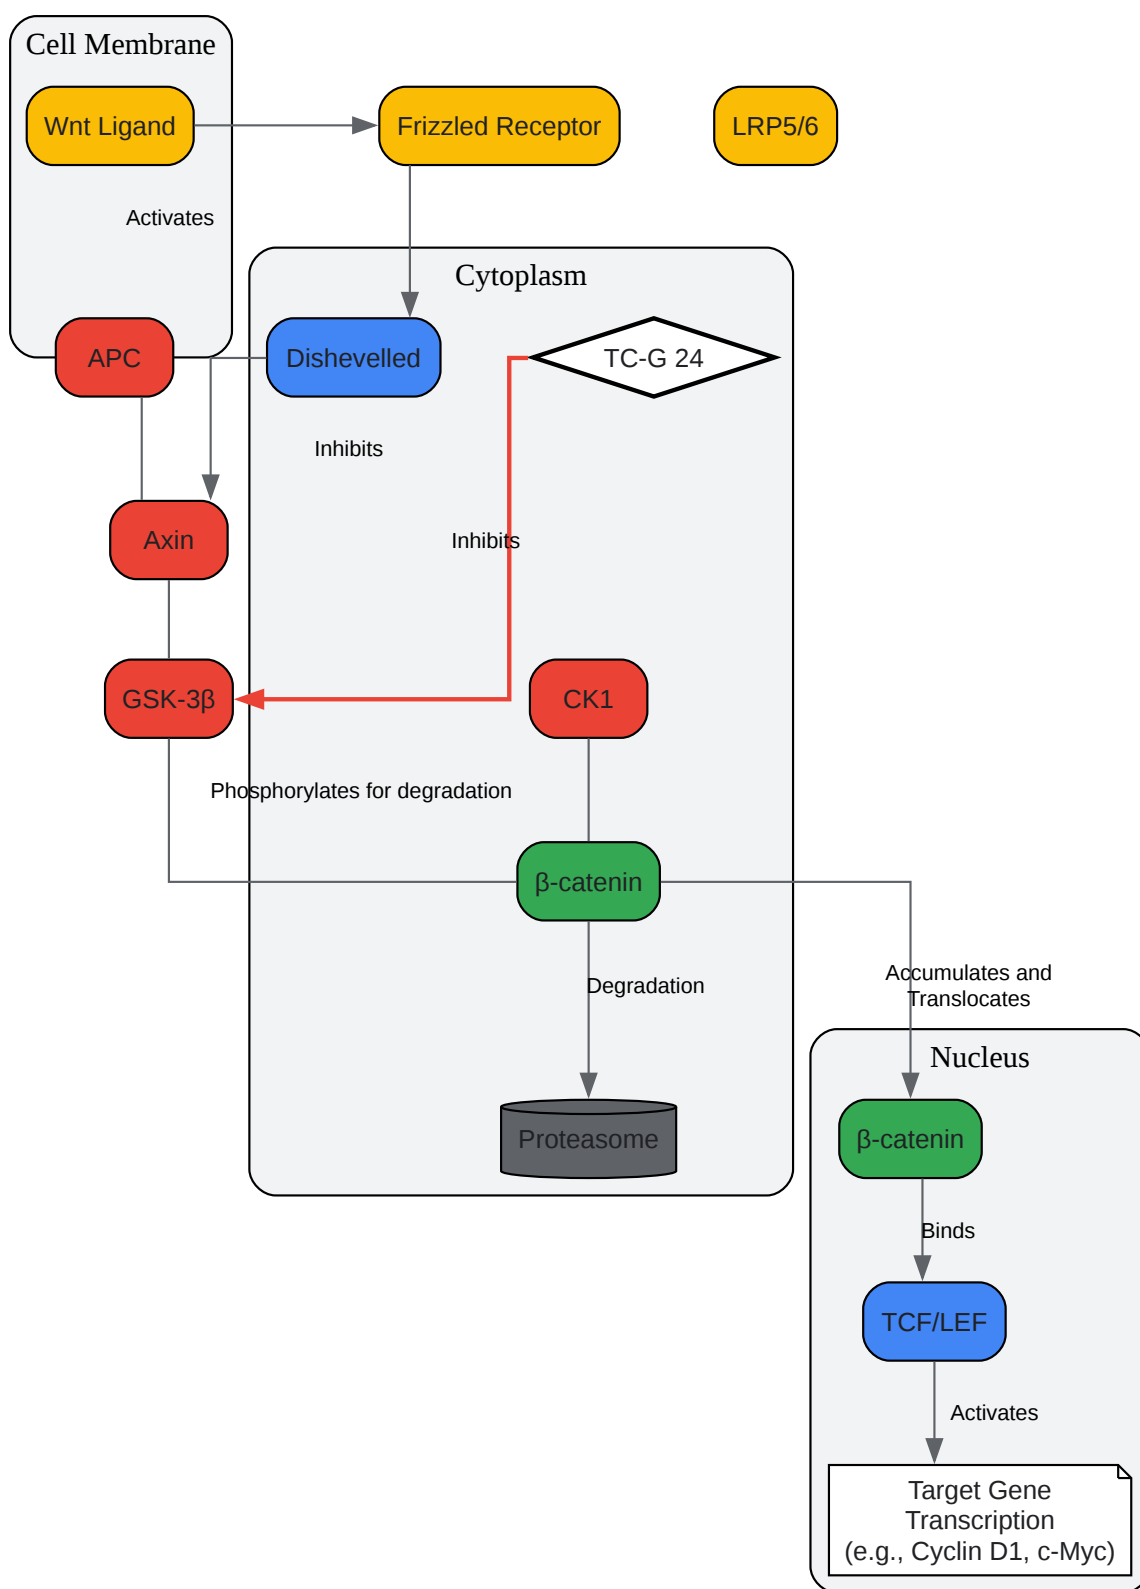 Cell Membrane
Wnt Ligand
Frizzled Receptor
LRP5/6
Activates
Cytoplasm
APC
Dishevelled
TC-G 24
Inhibits
Axin
Inhibits
GSK-3β
CK1
Phosphorylates for degradation
β-catenin
Degradation
Accumulates and
Translocates
Nucleus
Proteasome
β-catenin
Binds
TCF/LEF
Activates
Target Gene
Transcription
(e.g., Cyclin D1, c-Myc)